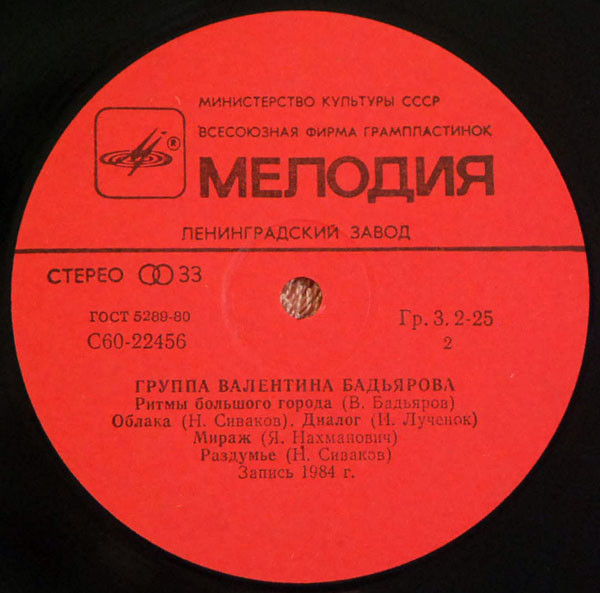 МИНИСТЕРСТВО КУЛЬТУРЫ СССР
ВСЕСОЮЗНАЯ ФИРМА ГРАМПЛАСТИНОК
®
МЕЛОДИЯ
ЛЕНИНГРАДСКИЙ ЗАВОД
СТЕРЕО 33
ГОСТ 5289-80
Гр. 3. 2-25
С60-22456
2
ГРУППА ВАЛЕНТИНА БАДЬЯРОВА
Ритмы большого города (В. Бадьяров)
Облака (Н. Сиваков). Диалог (И. Лученок)
Мираж (Я. Нахманович)
Раздумье (Н. Сиваков)
Запись 1984 г.